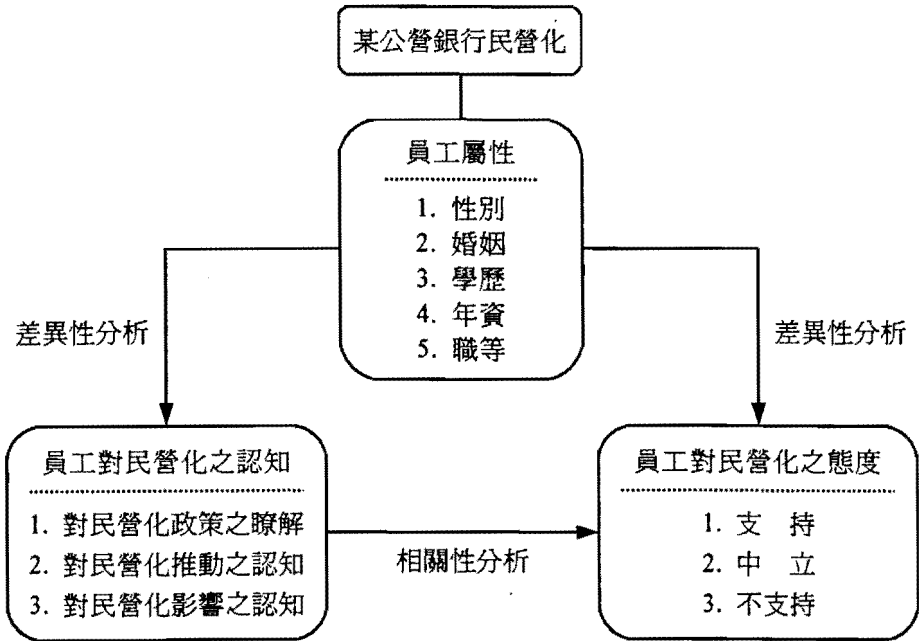 某公營銀行民營化
員工屬性
1. 性別
2. 婚姻
3. 學歷
4. 年資
5. 職等
差異性分析
差異性分析
員工對民營化之認知
1. 對民營化政策之瞭解
2. 對民營化推動之認知
3. 對民營化影響之認知
相關性分析
員工對民營化之態度
1. 支 持
2. 中 立
3. 不支持